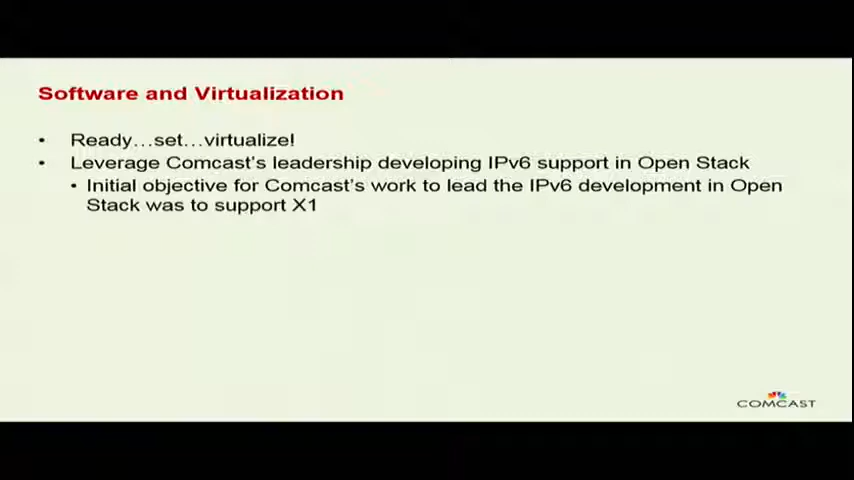 Software and Virtualization
• Ready…set…virtualize!
• Leverage Comcast's leadership developing IPv6 support in Open Stack
• Initial objective for Comcast's work to lead the IPv6 development in Open
Stack was to support X1
COMCAST